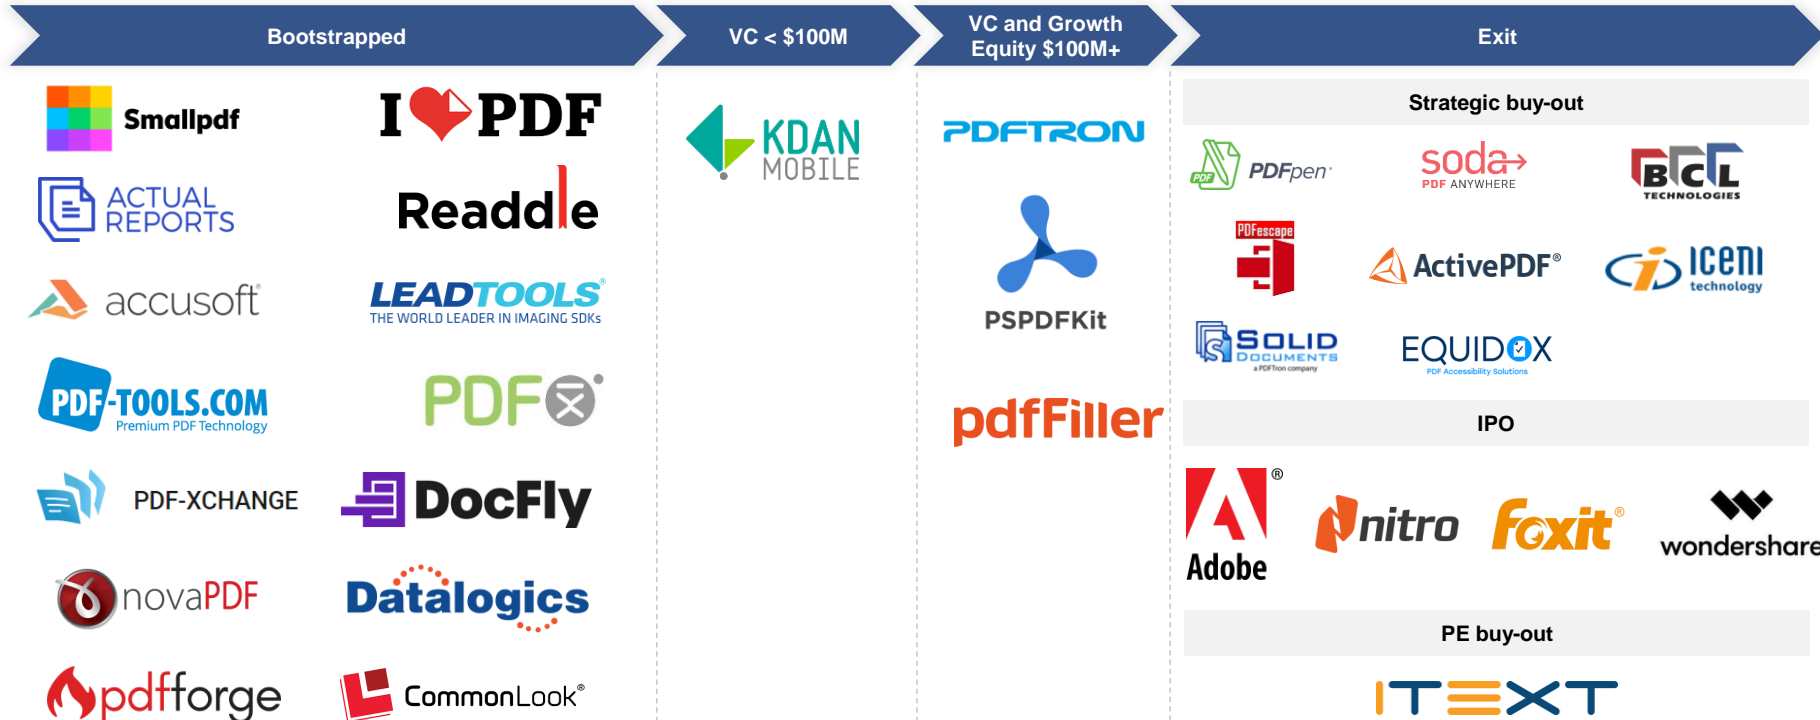 Bootstrapped
VC < $100M
VC and Growth
Equity $100M+
Exit
Smallpdf
I PDF
ACTUAL
REPORTS
Readdle
accusoft
LEADTOOLS®
THE WORLD LEADER IN IMAGING SDKs
PDF-TOOLS.COM
Premium PDF Technology
PDF
PDF-XCHANGE
DocFly
novaPDF
Datalogics
pdfforge
CommonLook®
KDAN
MOBILE
PDFTRON
PSPDFKit
pdfFiller
Strategic buy-out
PDF
PDFpen
soda
PDF ANYWHERE
BCL
TECHNOLOGIES
PDFescape
ActivePDF®
iceni
technology
SOLID
DOCUMENTS
a PDFTron company
EQUIDOX
PDF Accessibility Solutions
IPO
®
Adobe
nitro
foxit®
wondershare
PE buy-out
ITEXT